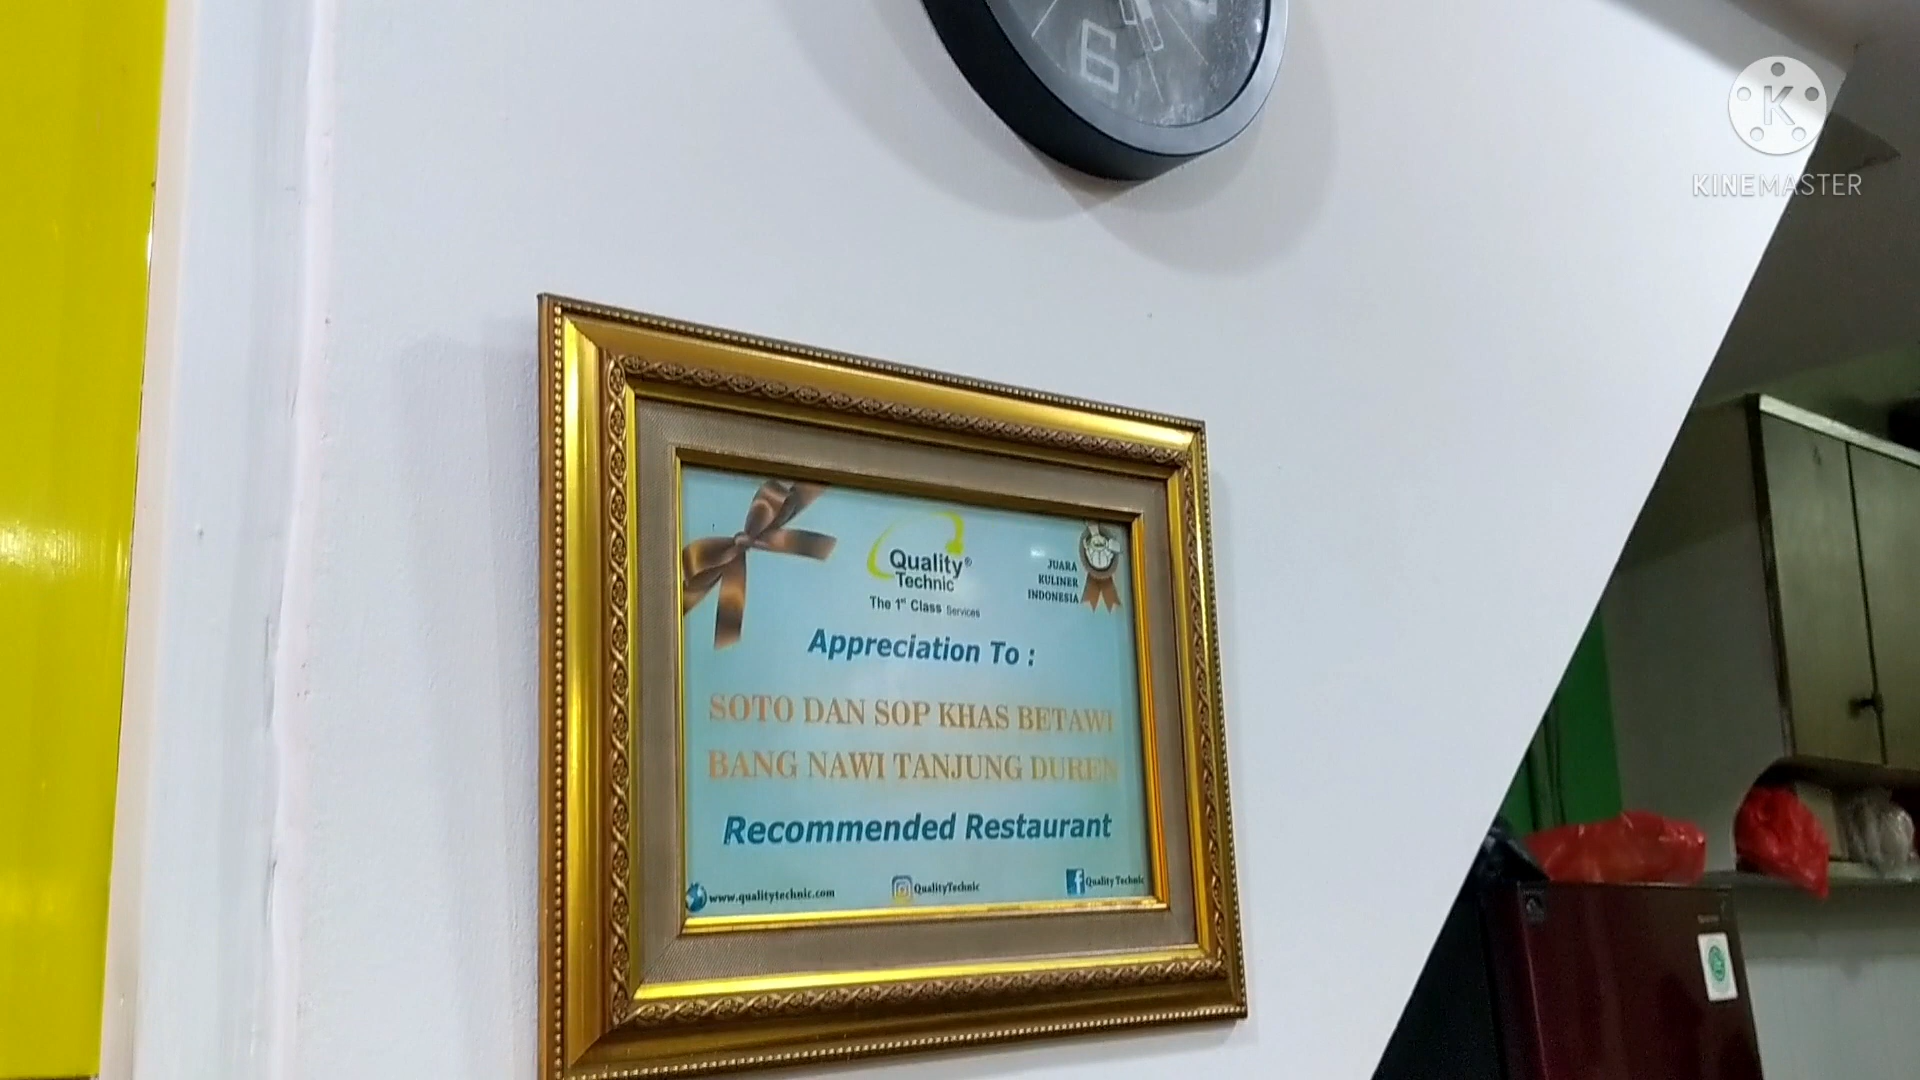 6
K
KINEMASTER
Quality®
Technic
The 1st Class Services
JUARA
KULINER
INDONESIA
Appreciation To :
SOTO DAN SOP KHAS BETAWI
BANG NAWI TANJUNG DUREN
Recommended Restaurant
www.qualitytechnic.com
QualityTechnic
Quality Technic